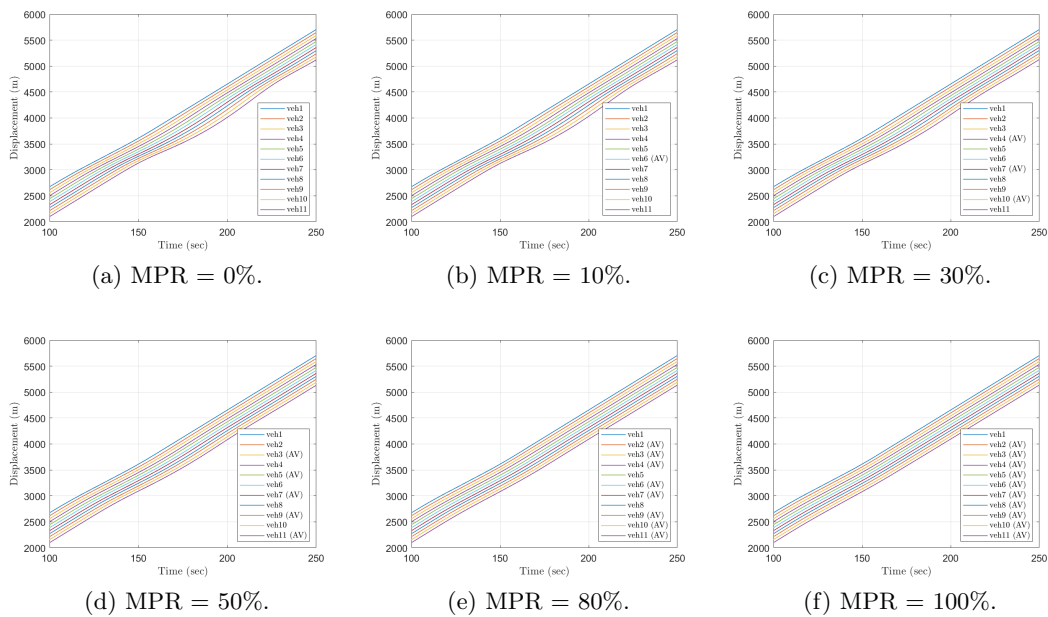 6000
5500
5000
4500
4000
3500
3000
2500
2000
Displacement (m)
veh1
veh2
veh3
veh4
veh5
veh6
veh7
veh8
veh9
veh10
veh11
100 150 200 250
Time (sec)
(a) MPR = 0%.
6000
5500
5000
4500
4000
3500
3000
2500
2000
Displacement (m)
veh1
veh2
veh3
veh4
veh5
veh6 (AV)
veh7
veh8
veh9
veh10
veh11
100 150 200 250
Time (sec)
(b) MPR = 10%.
6000
5500
5000
4500
4000
3500
3000
2500
2000
Displacement (m)
veh1
veh2
veh3
veh4 (AV)
veh5
veh6
veh7 (AV)
veh8
veh9
veh10 (AV)
veh11
100 150 200 250
Time (sec)
(c) MPR = 30%.
6000
5500
5000
4500
4000
3500
3000
2500
2000
Displacement (m)
veh1
veh2
veh3 (AV)
veh4
veh5 (AV)
veh6
veh7 (AV)
veh8
veh9 (AV)
veh10
veh11 (AV)
100 150 200 250
Time (sec)
(d) MPR = 50%.
6000
5500
5000
4500
4000
3500
3000
2500
2000
Displacement (m)
veh1
veh2 (AV)
veh3 (AV)
veh4 (AV)
veh5
veh6 (AV)
veh7 (AV)
veh8
veh9 (AV)
veh10 (AV)
veh11 (AV)
100 150 200 250
Time (sec)
(e) MPR = 80%.
6000
5500
5000
4500
4000
3500
3000
2500
2000
Displacement (m)
veh1
veh2 (AV)
veh3 (AV)
veh4 (AV)
veh5 (AV)
veh6 (AV)
veh7 (AV)
veh8 (AV)
veh9 (AV)
veh10 (AV)
veh11 (AV)
100 150 200 250
Time (sec)
(f) MPR = 100%.